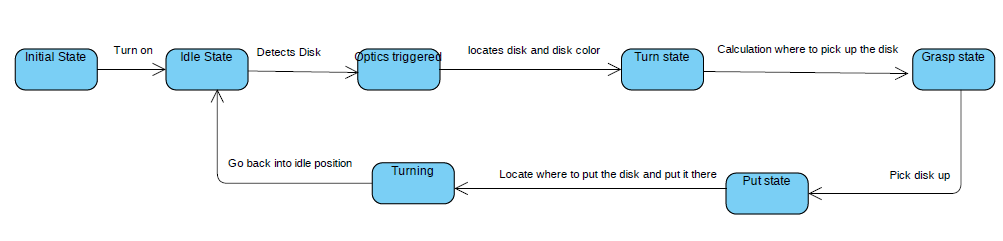 Turn on
Detects Disk
locates disk and disk color
Calculation where to pick up the disk
Initial State
Idle State
Optics triggered
Turn state
Grasp state
Go back into idle position
Turning
Locate where to put the disk and put it there
Put state
Pick disk up